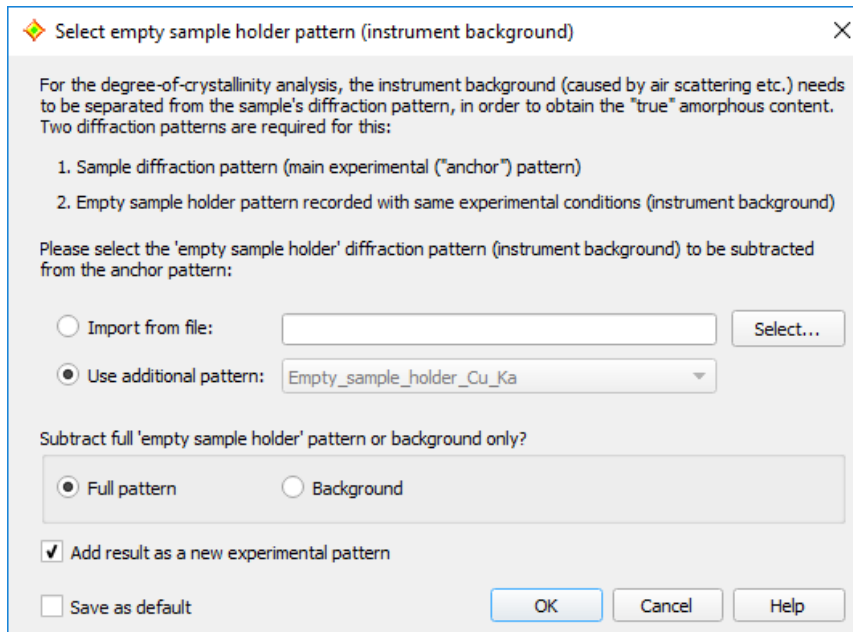 Select empty sample holder pattern (instrument background)
For the degree-of-crystallinity analysis, the instrument background (caused by air scattering etc.) needs
to be separated from the sample's diffraction pattern, in order to obtain the "true" amorphous content.
Two diffraction patterns are required for this:
1. Sample diffraction pattern (main experimental ("anchor") pattern)
2. Empty sample holder pattern recorded with same experimental conditions (instrument background)
Please select the 'empty sample holder' diffraction pattern (instrument background) to be subtracted
from the anchor pattern:
Import from file:
Select...
Use additional pattern:
Empty_sample_holder_Cu_Ka
Subtract full 'empty sample holder' pattern or background only?
Full pattern
Background
Add result as a new experimental pattern
Save as default
OK
Cancel
Help